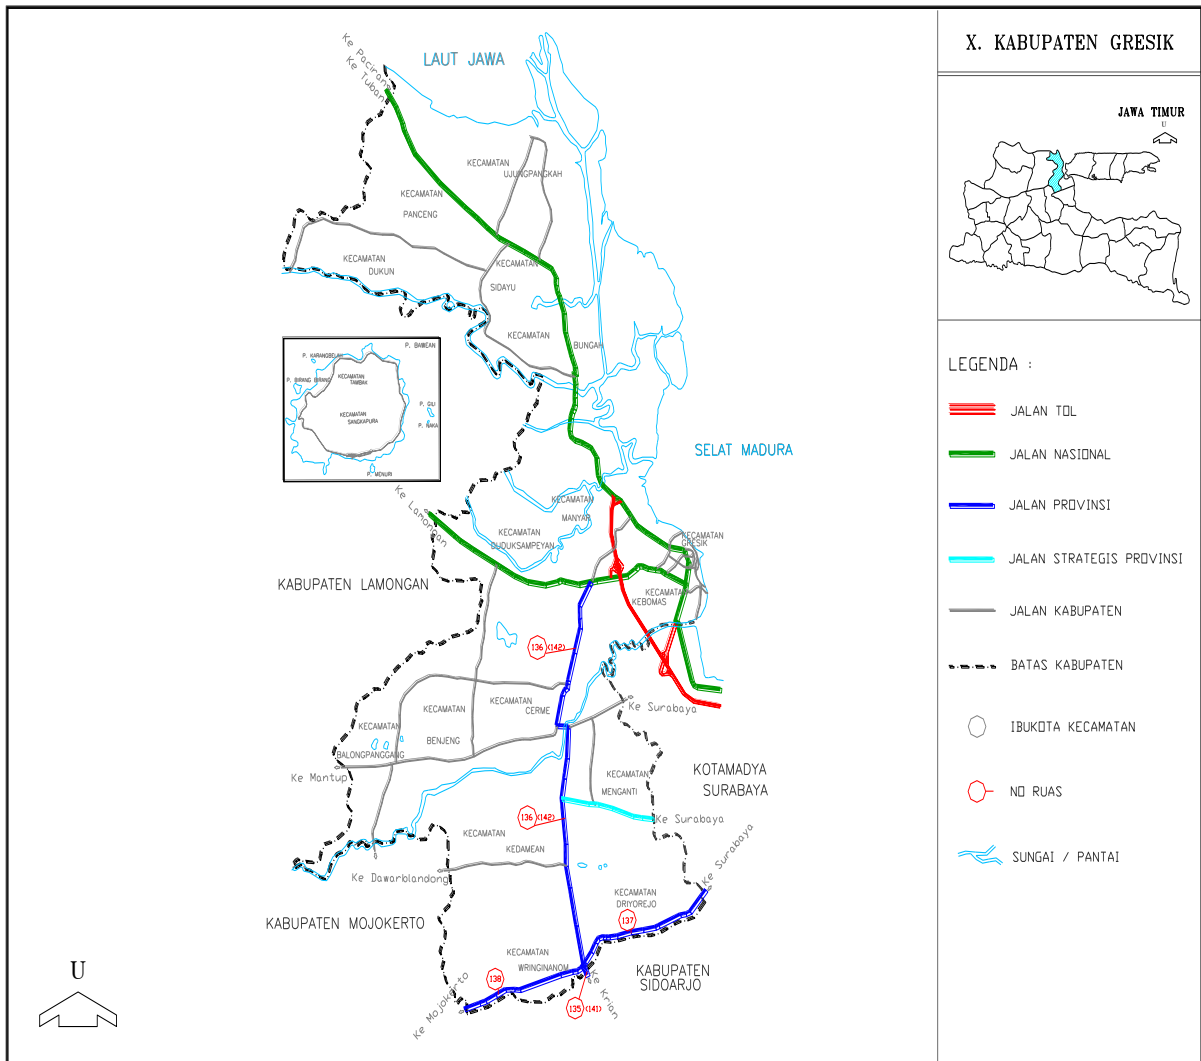 X. KABUPATEN GRESIK
JAWA TIMUR
U
LEGENDA :
JALAN TOL
JALAN NASIONAL
JALAN PROVINSI
JALAN STRATEGIS PROVINSI
JALAN KABUPATEN
BATAS KABUPATEN
IBUKOTA KECAMATAN
NO RUAS
SUNGAI / PANTAI
Ke Paciran
Ke Tuban
LAUT JAWA
KECAMATAN
UJUNGPANGKAH
KECAMATAN
PANCENG
KECAMATAN
DUKUN
KECAMATAN
SIDAYU
KECAMATAN
BUNGAH
P. BAWEAN
P. KARANGBELAH
KECAMATAN
TAMBAK
P. BIRANG BIRANG
P. GILI
KECAMATAN
SANGKAPURA
P. NAKA
P. MENURI
SELAT MADURA
Ke Lamongan
KECAMATAN
MANYAR
KECAMATAN
DUDUKSAMPEYAN
KECAMATAN
GRESIK
KABUPATEN LAMONGAN
KECAMATAN
KEBOMAS
136 (142)
KECAMATAN
CERME
Ke Surabaya
KECAMATAN
BENJENG
KECAMATAN
BALONGPANGGANG
Ke Mantup
KOTAMADYA
SURABAYA
KECAMATAN
MENGANTI
136 (142)
Ke Surabaya
KECAMATAN
KEDAMEAN
Ke Dawarblandong
Ke Surabaya
KECAMATAN
DRIYOREJO
137
KABUPATEN MOJOKERTO
KECAMATAN
WRINGINANOM
KABUPATEN
SIDOARJO
138
Ke Krian
135 (141)
Ke Mojokerto
U